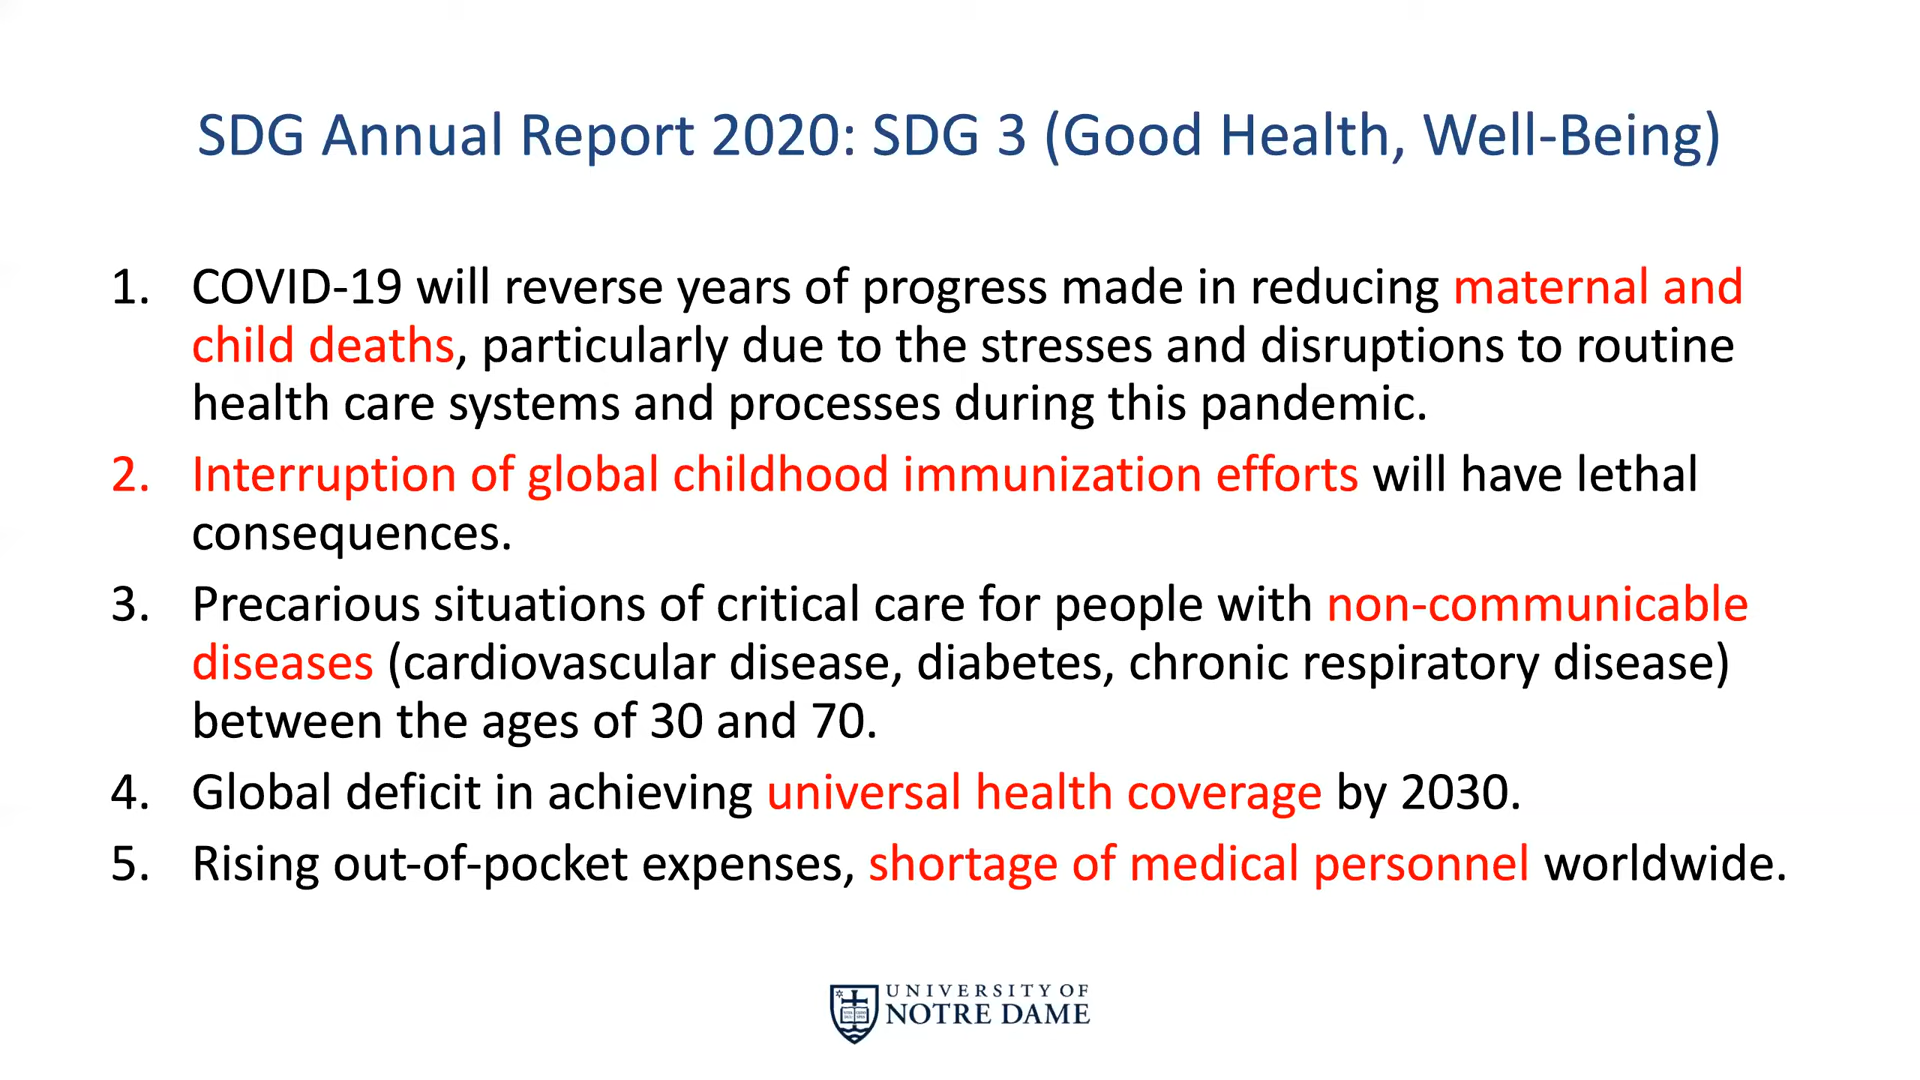 SDG Annual Report 2020: SDG 3 (Good Health, Well-Being)
1. COVID-19 will reverse years of progress made in reducing maternal and
child deaths, particularly due to the stresses and disruptions to routine
health care systems and processes during this pandemic.
2. Interruption of global childhood immunization efforts will have lethal
consequences.
3. Precarious situations of critical care for people with non-communicable
diseases (cardiovascular disease, diabetes, chronic respiratory disease)
between the ages of 30 and 70.
4. Global deficit in achieving universal health coverage by 2030.
5. Rising out-of-pocket expenses, shortage of medical personnel worldwide.
UNIVERSITY OF
NOTRE DAME